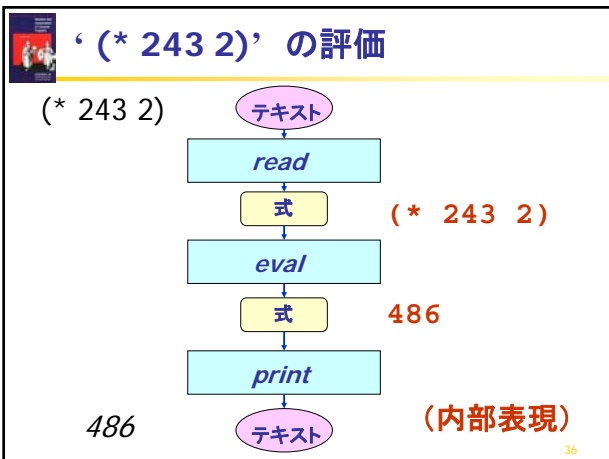 ‘(* 243 2)’ の評価
(* 243 2)
テキスト
read
式
(* 243 2)
eval
式
486
print
486
テキスト
(内部表現)
36